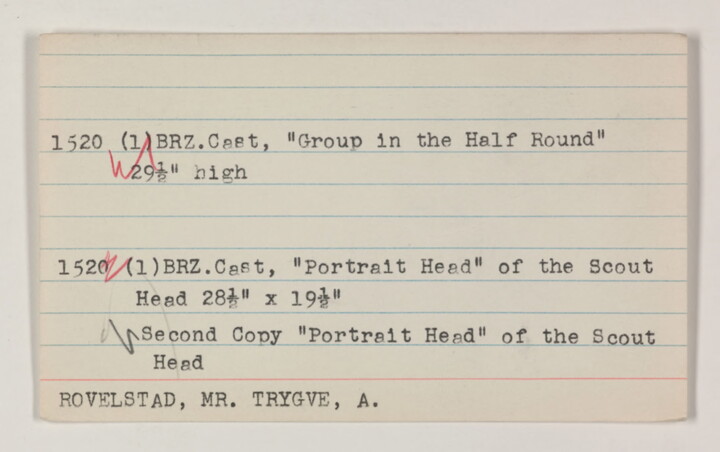 1520 (1)BRZ.Cast, "Group in the Half Round"
29½" high
1520 (1)BRZ.Cast, "Portrait Head" of the Scout
Head 28½" x 19½"
Second Copy "Portrait Head" of the Scout
Head
ROVELSTAD, MR. TRYGVE, A.